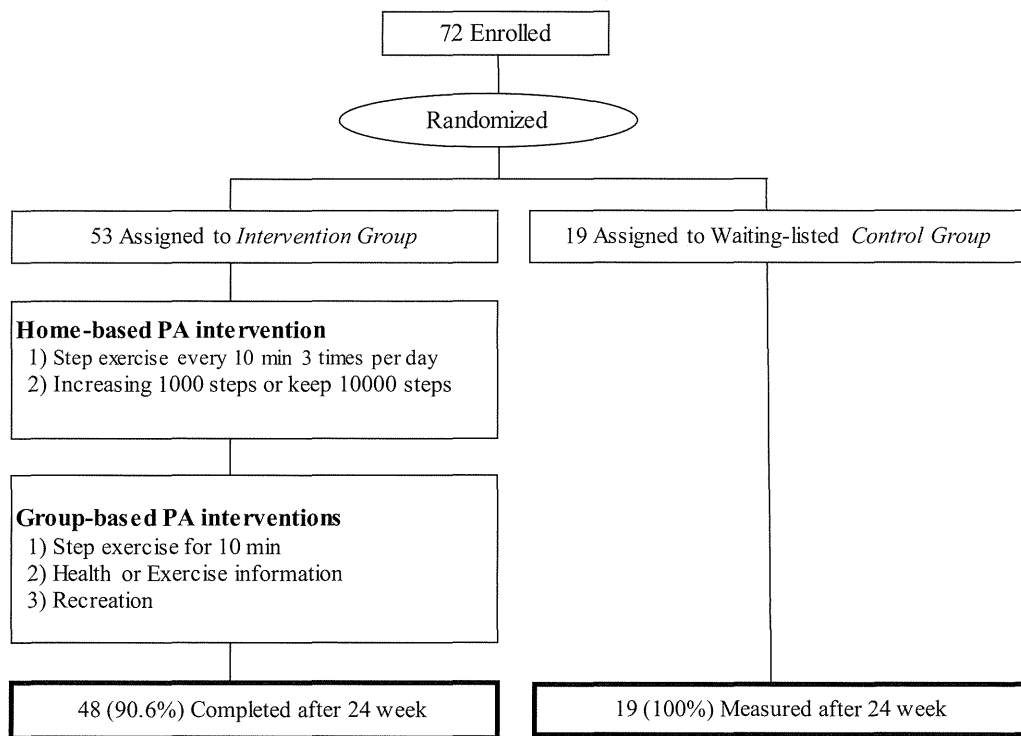 72 Enrolled
Randomized
53 Assigned to Intervention Group
19 Assigned to Waiting-listed Control Group
Home-based PA intervention
1) Step exercise every 10 min 3 times per day
2) Increasing 1000 steps or keep 10000 steps
Group-based PA interventions
1) Step exercise for 10 min
2) Health or Exercise information
3) Recreation
48 (90.6%) Completed after 24 week
19 (100%) Measured after 24 week